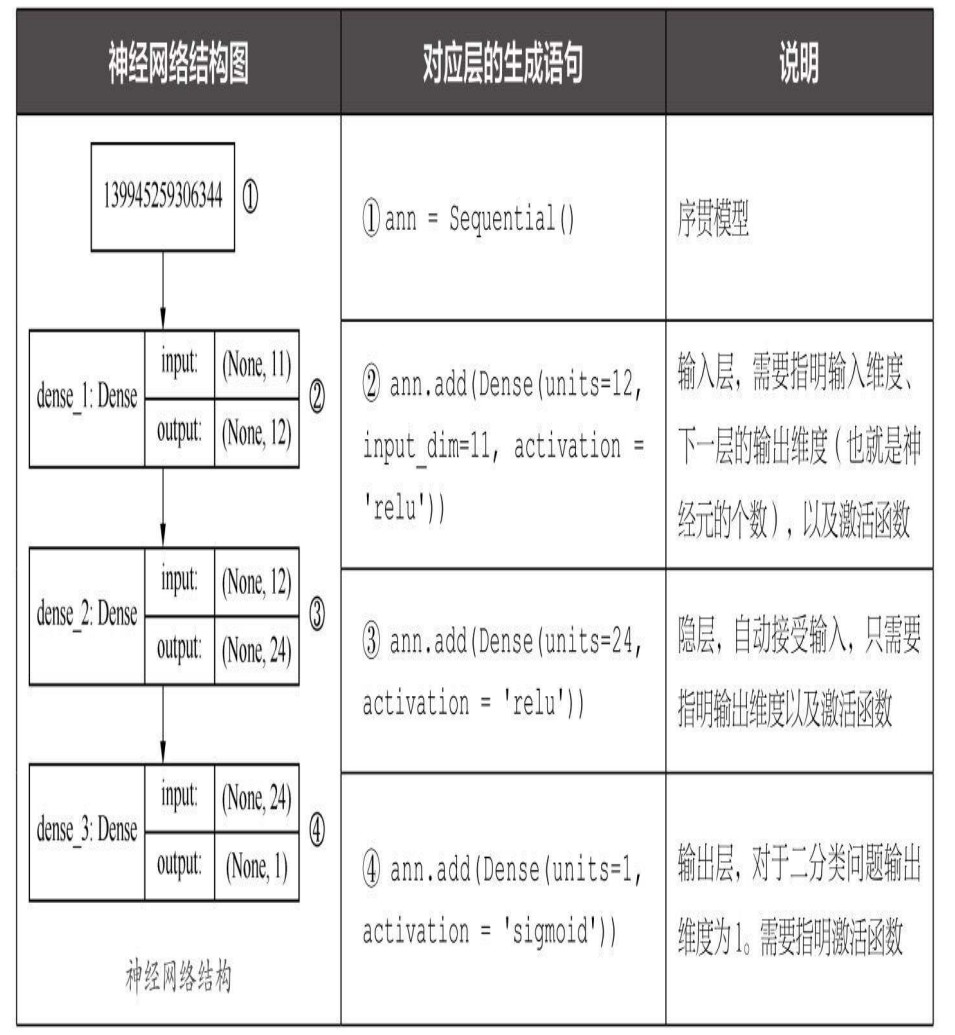 神经网络结构图
对应层的生成语句
说明
139945259306344 ①
①ann = Sequential()
序贯模型
dense_1: Dense
input: (None, 11)
output: (None, 12)
②
② ann.add(Dense(units=12,
input_dim=11, activation =
'relu'))
输入层，需要指明输入维度、
下一层的输出维度（也就是神
经元的个数），以及激活函数
dense_2: Dense
input: (None, 12)
output: (None, 24)
③
③ ann.add(Dense(units=24,
activation = 'relu'))
隐层，自动接受输入，只需要
指明输出维度以及激活函数
dense_3: Dense
input: (None, 24)
output: (None, 1)
④
④ ann.add(Dense(units=1,
activation = 'sigmoid'))
输出层，对于二分类问题输出
维度为1。需要指明激活函数
神经网络结构